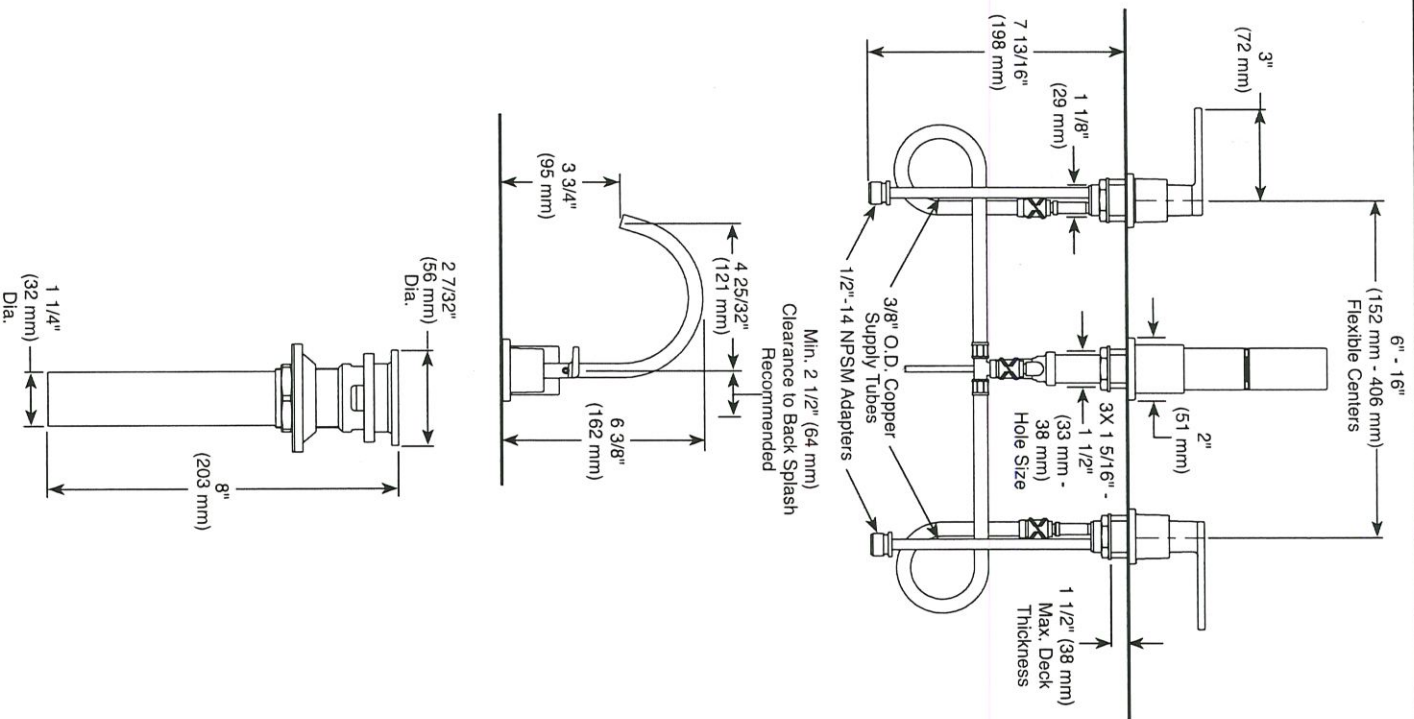 6" - 16"
(152 mm - 406 mm)
Flexible Centers
3"
(72 mm)
7 13/16"
(198 mm)
1 1/8"
(29 mm)
2"
(51 mm)
3X 1 5/16" -
1 1/2"
(33 mm -
38 mm)
Hole Size
1 1/2" (38 mm)
Max. Deck
Thickness
3/8" O.D. Copper
Supply Tubes
1/2"-14 NPSM Adapters
Min. 2 1/2" (64 mm)
Clearance to Back Splash
Recommended
4 25/32"
(121 mm)
3 3/4"
(95 mm)
6 3/8"
(162 mm)
2 7/32"
(56 mm)
Dia.
8"
(203 mm)
1 1/4"
(32 mm)
Dia.